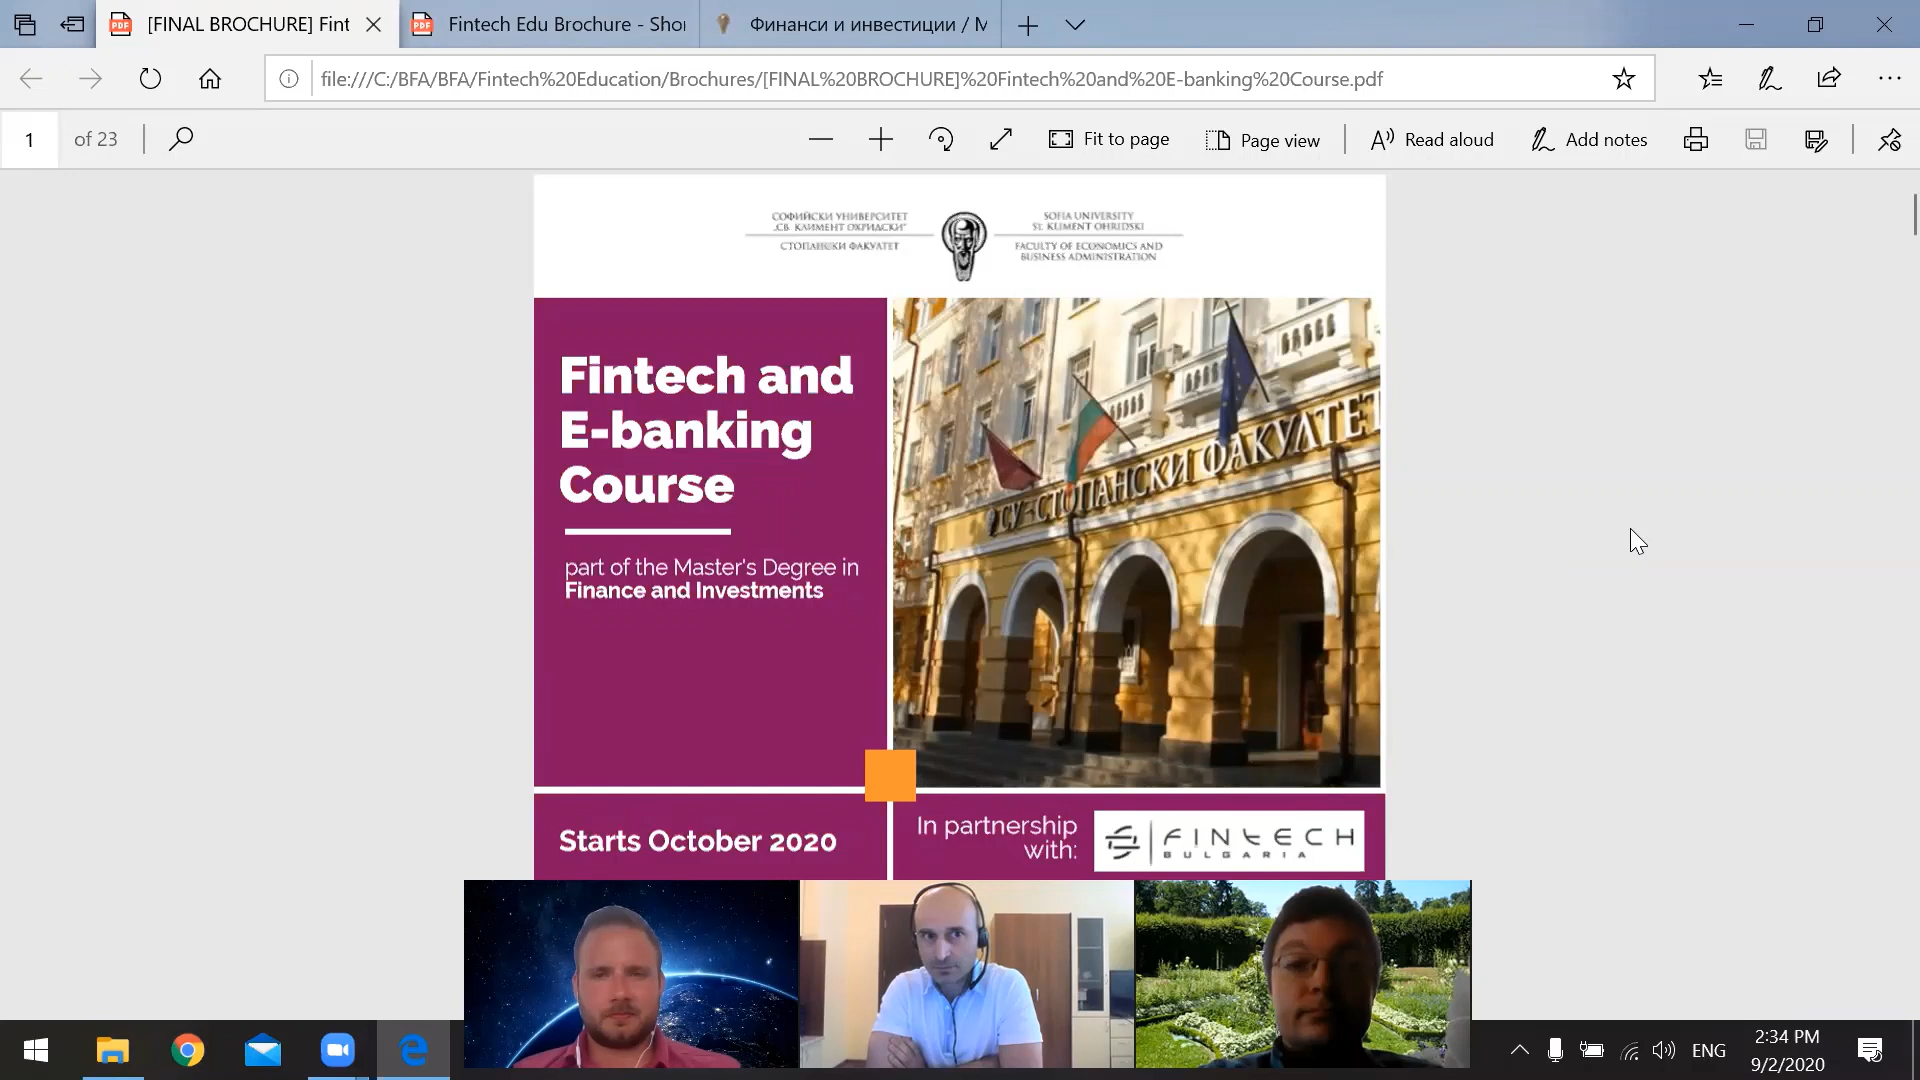 [FINAL BROCHURE] Fint
Fintech Edu Brochure - Shor
Финанси и инвестиции / М
file:///C:/BFA/BFA/Fintech%20Education/Brochures/[FINAL%20BROCHURE]%20Fintech%20and%20E-banking%20Course.pdf
1 of 23
Fit to page
Page view
Read aloud
Add notes
СОФИЙСКИ УНИВЕРСИТЕТ
„СВ. КЛИМЕНТ ОХРИДСКИ“
СТОПАНСКИ ФАКУЛТЕТ
SOFIA UNIVERSITY
St. KLIMENT OHRIDSKI
FACULTY OF ECONOMICS AND
BUSINESS ADMINISTRATION
Fintech and
E-banking
Course
part of the Master's Degree in
Finance and Investments
СУ-СТОПАНСКИ ФАКУЛТЕТ
Starts October 2020
In partnership
with:
FINTECH
BULGARIA
ENG
2:34 PM
9/2/2020